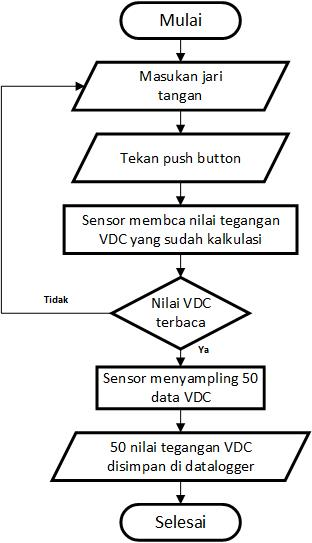 Mulai
Masukan jari
tangan
Tekan push button
Sensor membca nilai tegangan
VDC yang sudah kalkulasi
Nilai VDC
terbaca
Tidak
Ya
Sensor menyampling 50
data VDC
50 nilai tegangan VDC
disimpan di datalogger
Selesai